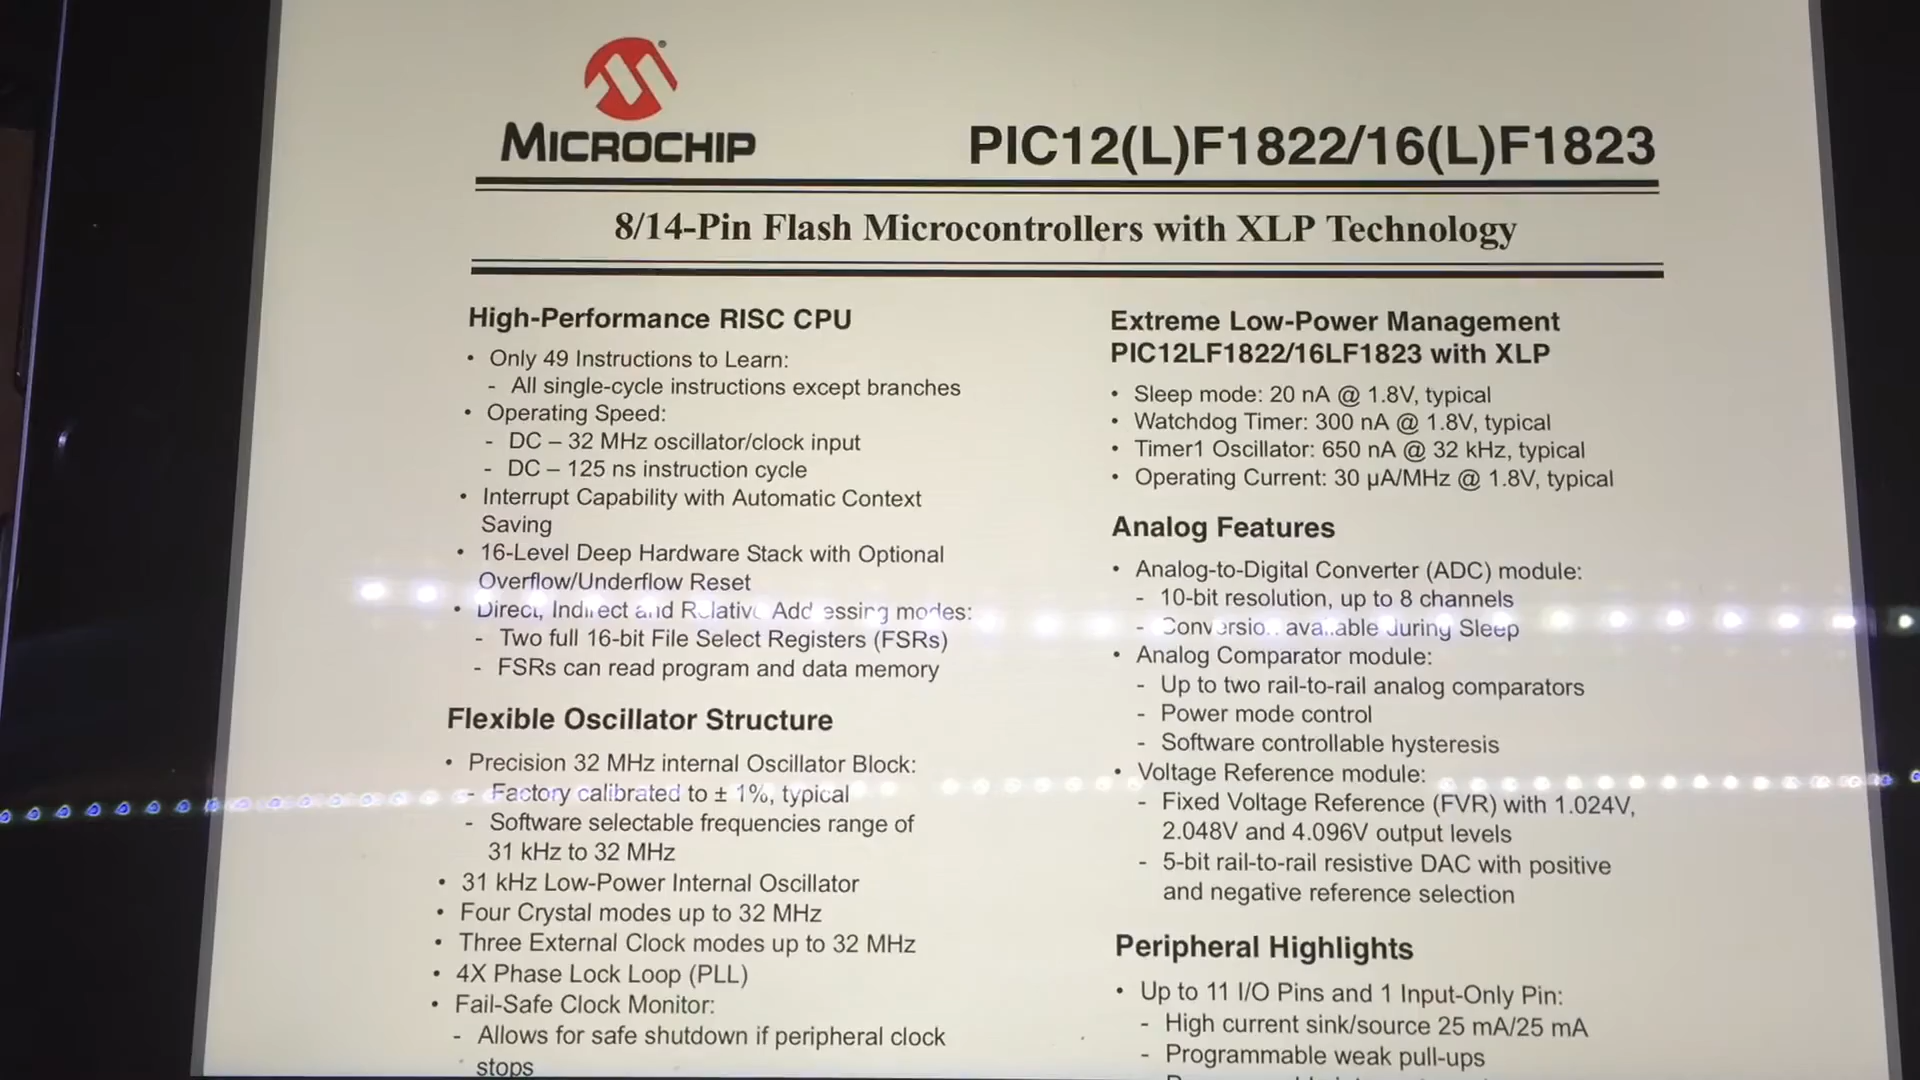 MICROCHIP
PIC12(L)F1822/16(L)F1823
8/14-Pin Flash Microcontrollers with XLP Technology
High-Performance RISC CPU
• Only 49 Instructions to Learn:
- All single-cycle instructions except branches
• Operating Speed:
- DC – 32 MHz oscillator/clock input
- DC – 125 ns instruction cycle
• Interrupt Capability with Automatic Context
Saving
• 16-Level Deep Hardware Stack with Optional
Overflow/Underflow Reset
• Direct, Indirect and Relative Addressing modes:
- Two full 16-bit File Select Registers (FSRs)
- FSRs can read program and data memory
Flexible Oscillator Structure
• Precision 32 MHz internal Oscillator Block:
- Factory calibrated to ± 1%, typical
- Software selectable frequencies range of
31 kHz to 32 MHz
• 31 kHz Low-Power Internal Oscillator
• Four Crystal modes up to 32 MHz
• Three External Clock modes up to 32 MHz
• 4X Phase Lock Loop (PLL)
• Fail-Safe Clock Monitor:
- Allows for safe shutdown if peripheral clock
stops
Extreme Low-Power Management
PIC12LF1822/16LF1823 with XLP
• Sleep mode: 20 nA @ 1.8V, typical
• Watchdog Timer: 300 nA @ 1.8V, typical
• Timer1 Oscillator: 650 nA @ 32 kHz, typical
• Operating Current: 30 µA/MHz @ 1.8V, typical
Analog Features
• Analog-to-Digital Converter (ADC) module:
- 10-bit resolution, up to 8 channels
- Conversion available during Sleep
• Analog Comparator module:
- Up to two rail-to-rail analog comparators
- Power mode control
- Software controllable hysteresis
• Voltage Reference module:
- Fixed Voltage Reference (FVR) with 1.024V,
2.048V and 4.096V output levels
- 5-bit rail-to-rail resistive DAC with positive
and negative reference selection
Peripheral Highlights
• Up to 11 I/O Pins and 1 Input-Only Pin:
- High current sink/source 25 mA/25 mA
- Programmable weak pull-ups